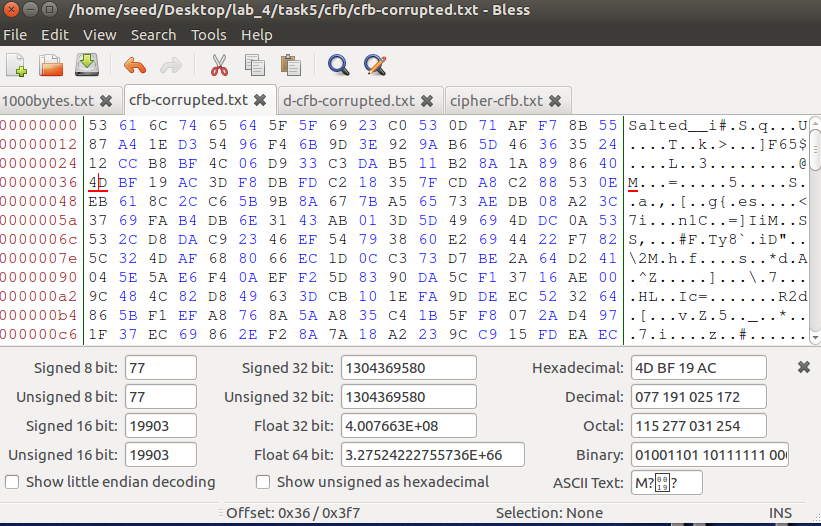 /home/seed/Desktop/lab_4/task5/cfb/cfb-corrupted.txt - Bless
File Edit View Search Tools Help
1000bytes.txt cfb-corrupted.txt d-cfb-corrupted.txt cipher-cfb.txt
00000000 53 61 6C 74 65 64 5F 5F 69 23 C0 53 0D 71 AF F7 8B 55 Salted__i#.S.q...U
00000012 87 A4 1E D3 54 96 F4 6B 9D 3E 92 9A B6 5D 46 36 35 24 ....T..k.>...]F65$
00000024 12 CC B8 BF 4C 06 D9 33 C3 DA B5 11 B2 8A 1A 89 86 40 ....L..3.........@
00000036 4D BF 19 AC 3D F8 DB FD C2 18 35 7F CD A8 C2 88 53 0E M...=.....5.....S.
00000048 EB 61 8C 2C C6 5B 9B 8A 67 7B A5 65 73 AE DB 08 A2 3C .a.,.[..g{.es....<
0000005a 37 69 FA B4 DB 6E 31 43 AB 01 3D 5D 49 69 4D DC 0A 53 7i...n1C..=]IiM..S
0000006c 53 2C D8 DA C9 23 46 EF 54 79 38 60 E2 69 44 22 F7 82 S,...#F.Ty8`.iD"..
0000007e 5C 32 4D AF 68 80 66 EC 1D 0C C3 73 D7 BE 2A 64 D2 41 \2M.h.f....s..*d.A
00000090 04 5E 5A E6 F4 0A EF F2 5D 83 90 DA 5C F1 37 16 AE 00 .^Z.....]...\.7...
000000a2 9C 48 4C 82 D8 49 63 3D CB 10 1E FA 9D DE EC 52 32 64 .HL..Ic=.......R2d
000000b4 86 5B F1 EF A8 76 8A 5A A8 35 C4 1B 5F F8 07 2A D4 97 .[...v.Z.5.._..*..
000000c6 1F 37 EC 69 86 2E F2 8A 7A 18 A2 23 9C C9 15 FD EA EC .7.i....z..#......
Signed 8 bit: 77 Signed 32 bit: 1304369580 Hexadecimal: 4D BF 19 AC
Unsigned 8 bit: 77 Unsigned 32 bit: 1304369580 Decimal: 077 191 025 172
Signed 16 bit: 19903 Float 32 bit: 4.007663E+08 Octal: 115 277 031 254
Unsigned 16 bit: 19903 Float 64 bit: 3.27524222755736E+66 Binary: 01001101 10111111 00
Show little endian decoding Show unsigned as hexadecimal ASCII Text: M??
Offset: 0x36 / 0x3f7 Selection: None INS